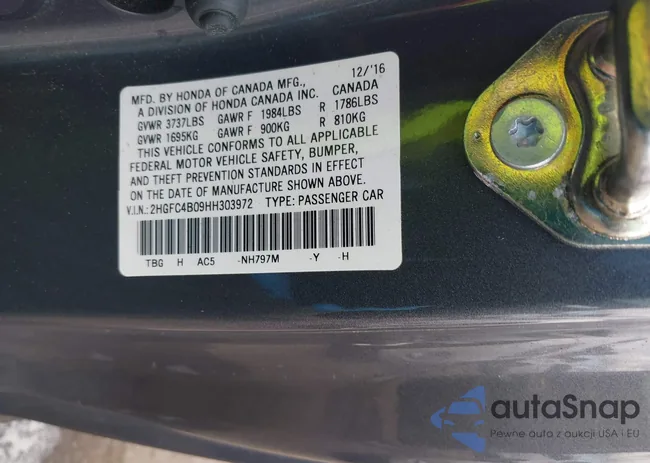 MFD. BY HONDA OF CANADA MFG., 12/'16
A DIVISION OF HONDA CANADA INC. CANADA
GVWR 3737LBS GAWR F 1984LBS R 1786LBS
GVWR 1695KG GAWR F 900KG R 810KG
THIS VEHICLE CONFORMS TO ALL APPLICABLE
FEDERAL MOTOR VEHICLE SAFETY, BUMPER,
AND THEFT PREVENTION STANDARDS IN EFFECT
ON THE DATE OF MANUFACTURE SHOWN ABOVE.
V.I.N.: 2HGFC4B09HH303972 TYPE: PASSENGER CAR
TBG H AC5 -NH797M -Y -H
autaSnap
Pewne auta z aukcji USA i EU